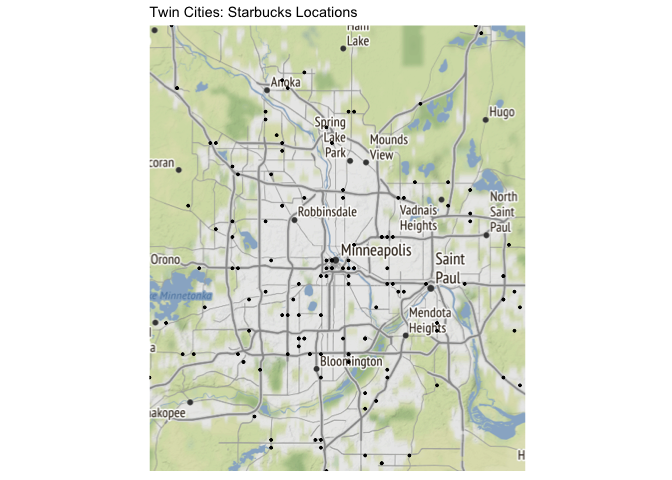 Twin Cities: Starbucks Locations
Ham
Lake
Anoka
Hugo
Spring
Lake
Park
Mounds
View
coran
North
Saint
Paul
Robbinsdale
Vadnais
Heights
Minneapolis
Orono
Saint
Paul
e Minnetonka
Mendota
Heights
a
Bloomington
akopee
H